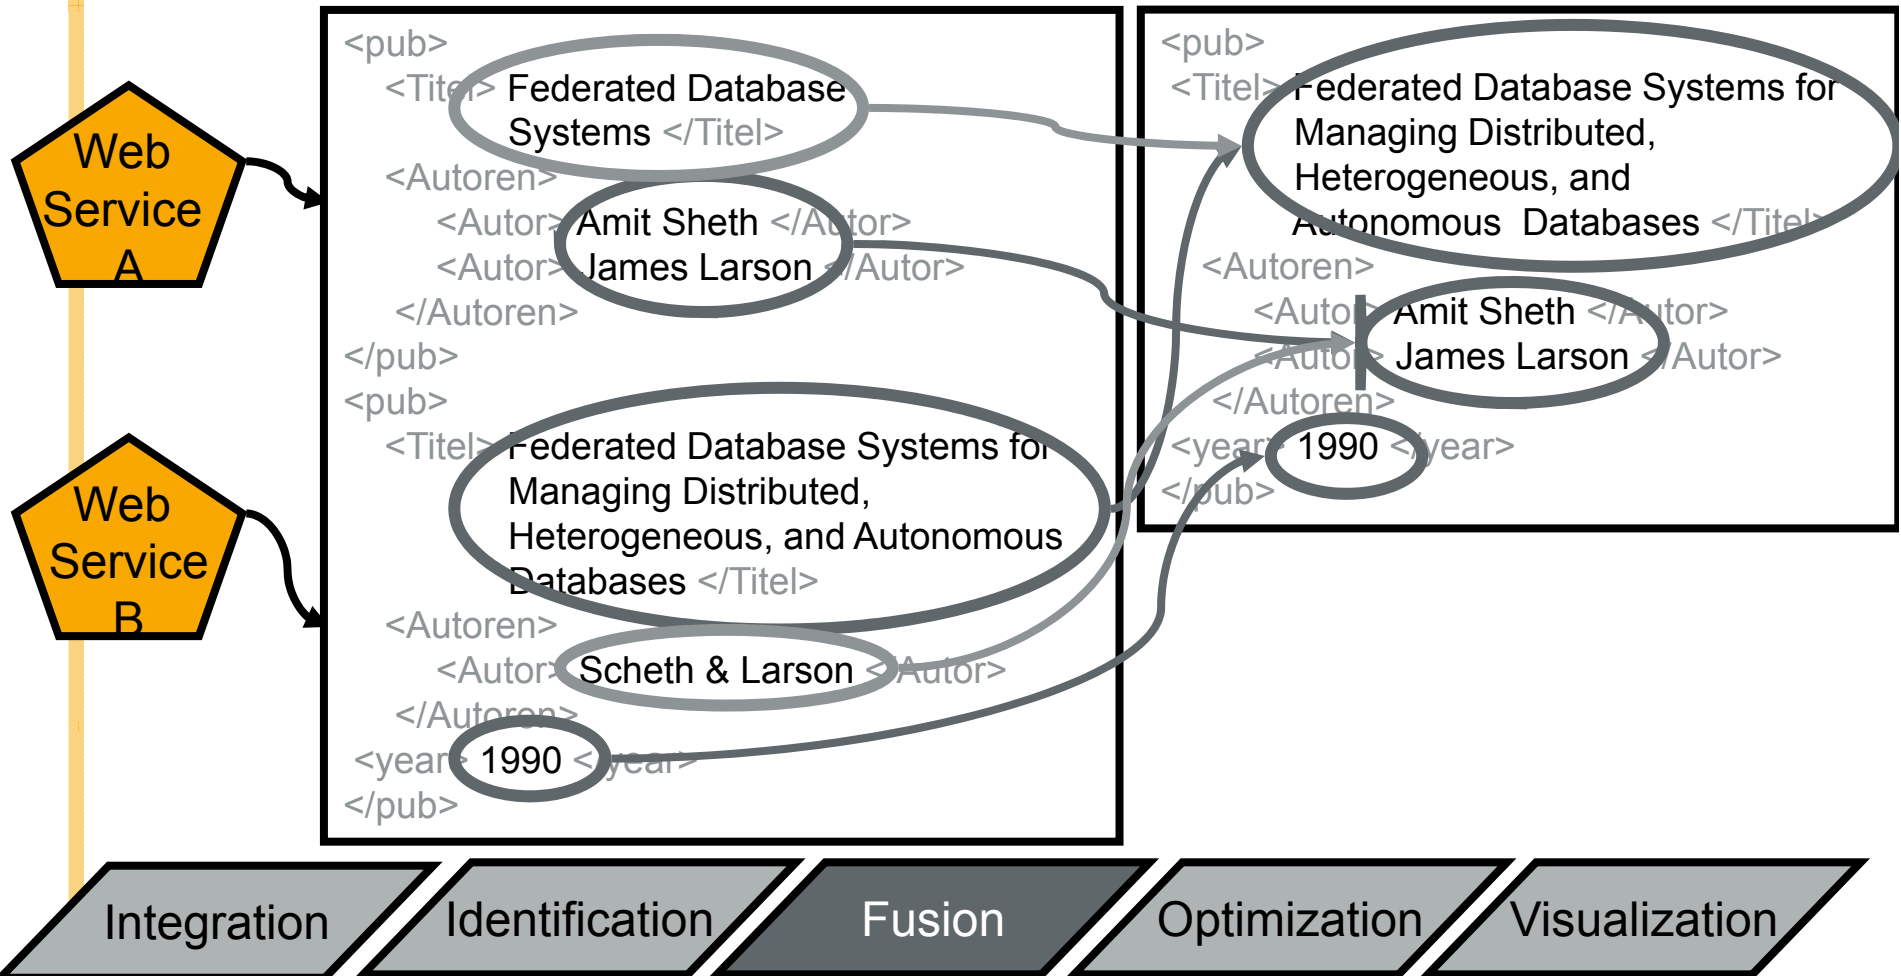 Web
Service
A
Web
Service
B
<pub>
<Titel> Federated Database
Systems </Titel>
<Autoren>
<Autor> Amit Sheth </Autor>
<Autor> James Larson </Autor>
</Autoren>
</pub>
<pub>
<Titel> Federated Database Systems for
Managing Distributed,
Heterogeneous, and Autonomous
Databases </Titel>
<Autoren>
<Autor> Scheth & Larson </Autor>
</Autoren>
<year> 1990 </year>
</pub>
<pub>
<Titel> Federated Database Systems for
Managing Distributed,
Heterogeneous, and
Autonomous Databases </Titel>
<Autoren>
<Autor> Amit Sheth </Autor>
<Autor> James Larson </Autor>
</Autoren>
<year> 1990 </year>
</pub>
Integration
Identification
Fusion
Optimization
Visualization